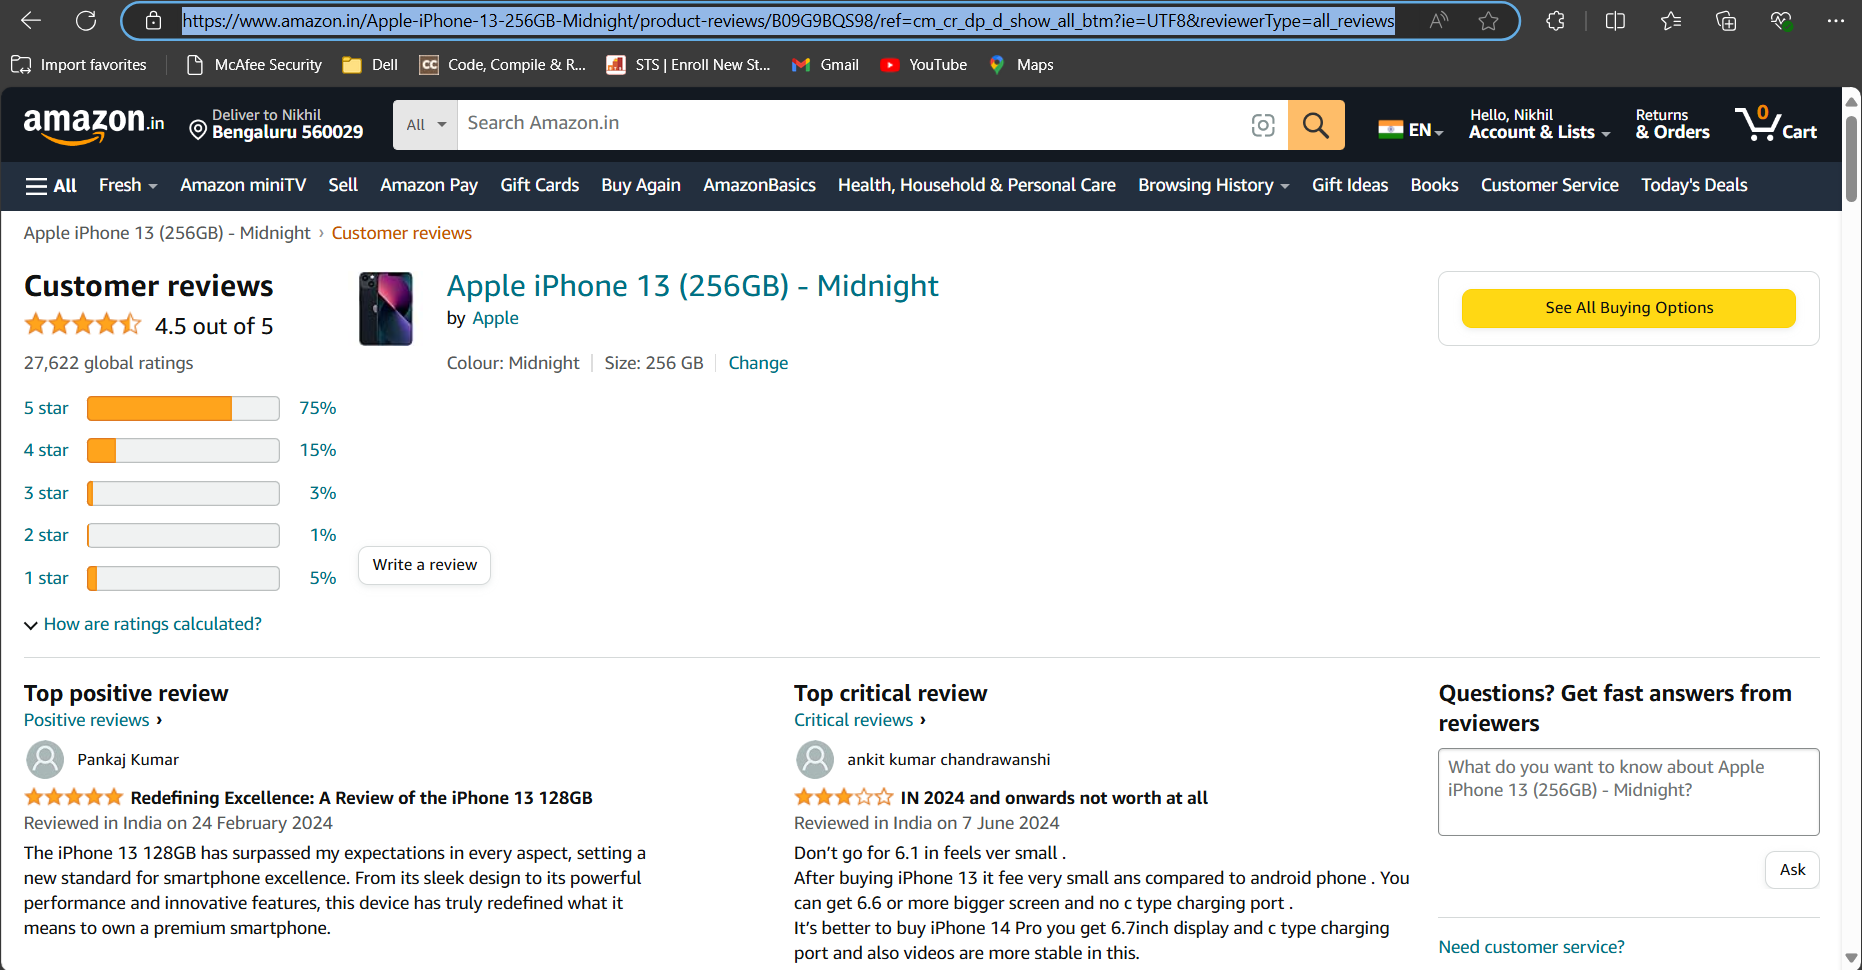 https://www.amazon.in/Apple-iPhone-13-256GB-Midnight/product-reviews/B09G9BQS98/ref=cm_cr_dp_d_show_all_btm?ie=UTF8&reviewerType=all_reviews
Import favorites McAfee Security Dell CC Code, Compile & R... STS | Enroll New St... Gmail YouTube Maps
amazon.in Deliver to Nikhil
Bengaluru 560029
All Search Amazon.in
EN
Hello, Nikhil
Account & Lists
Returns
& Orders
0
Cart
All Fresh Amazon miniTV Sell Amazon Pay Gift Cards Buy Again AmazonBasics Health, Household & Personal Care Browsing History Gift Ideas Books Customer Service Today's Deals
Apple iPhone 13 (256GB) - Midnight › Customer reviews
Customer reviews
4.5 out of 5
27,622 global ratings
5 star 75%
4 star 15%
3 star 3%
2 star 1%
1 star 5%
How are ratings calculated?
Apple iPhone 13 (256GB) - Midnight
by Apple
Colour: Midnight | Size: 256 GB | Change
Write a review
See All Buying Options
Top positive review
Positive reviews ›
Pankaj Kumar
Redefining Excellence: A Review of the iPhone 13 128GB
Reviewed in India on 24 February 2024
The iPhone 13 128GB has surpassed my expectations in every aspect, setting a
new standard for smartphone excellence. From its sleek design to its powerful
performance and innovative features, this device has truly redefined what it
means to own a premium smartphone.
Top critical review
Critical reviews ›
ankit kumar chandrawanshi
IN 2024 and onwards not worth at all
Reviewed in India on 7 June 2024
Don’t go for 6.1 in feels ver small .
After buying iPhone 13 it fee very small ans compared to android phone . You
can get 6.6 or more bigger screen and no c type charging port .
It’s better to buy iPhone 14 Pro you get 6.7inch display and c type charging
port and also videos are more stable in this.
Questions? Get fast answers from
reviewers
What do you want to know about Apple
iPhone 13 (256GB) - Midnight?
Ask
Need customer service?